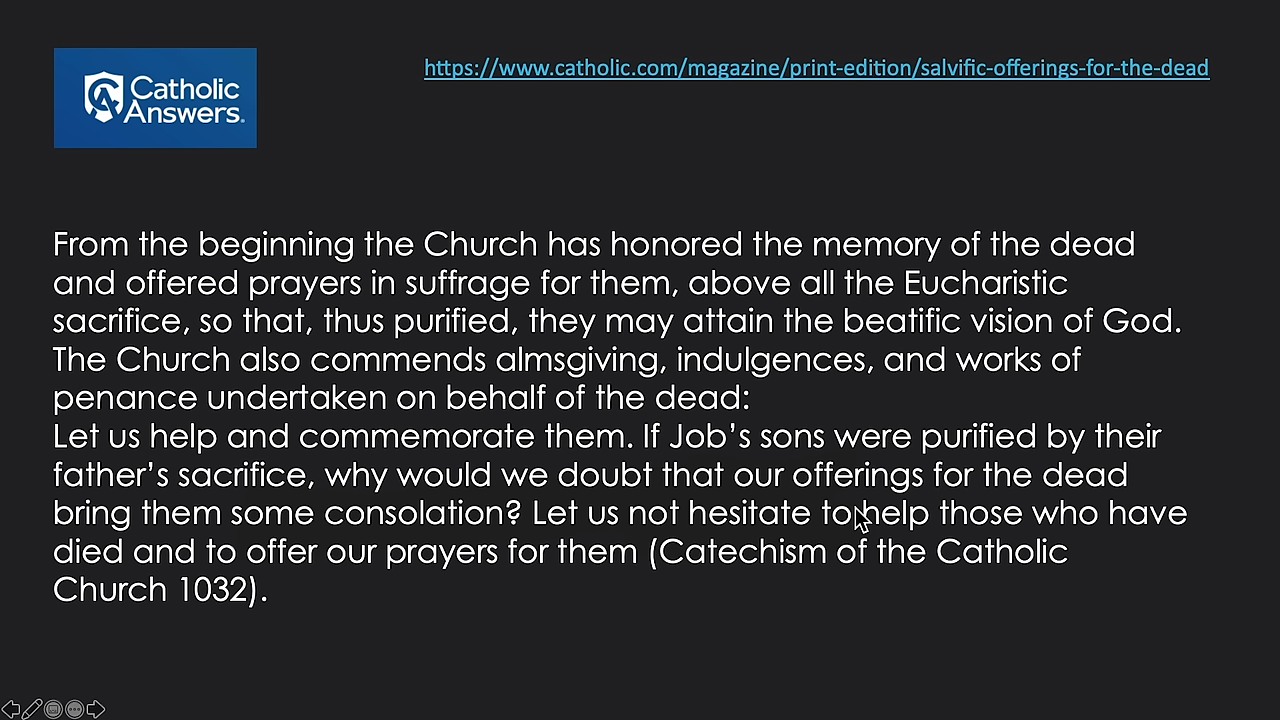 Catholic
Answers.
https://www.catholic.com/magazine/print-edition/salvific-offerings-for-the-dead
From the beginning the Church has honored the memory of the dead
and offered prayers in suffrage for them, above all the Eucharistic
sacrifice, so that, thus purified, they may attain the beatific vision of God.
The Church also commends almsgiving, indulgences, and works of
penance undertaken on behalf of the dead:
Let us help and commemorate them. If Job’s sons were purified by their
father’s sacrifice, why would we doubt that our offerings for the dead
bring them some consolation? Let us not hesitate to help those who have
died and to offer our prayers for them (Catechism of the Catholic
Church 1032).